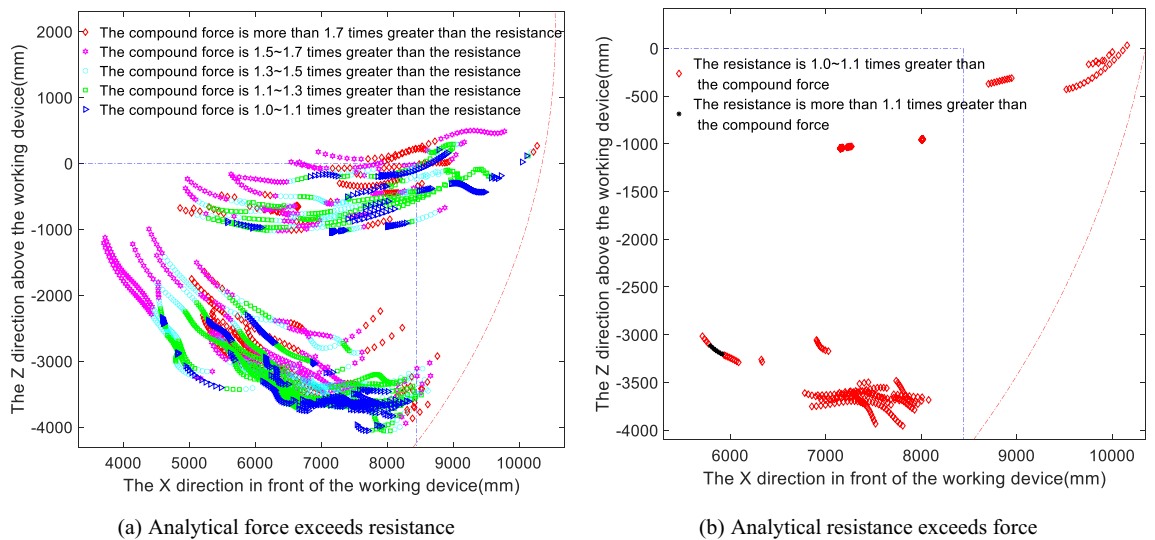 2000
1000
0
-1000
-2000
-3000
-4000
4000 5000 6000 7000 8000 9000 10000
The Z direction above the working device(mm)
The X direction in front of the working device(mm)
The compound force is more than 1.7 times greater than the resistance
The compound force is 1.5~1.7 times greater than the resistance
The compound force is 1.3~1.5 times greater than the resistance
The compound force is 1.1~1.3 times greater than the resistance
The compound force is 1.0~1.1 times greater than the resistance
(a) Analytical force exceeds resistance
0
-500
-1000
-1500
-2000
-2500
-3000
-3500
-4000
6000 7000 8000 9000 10000
The Z direction above the working device(mm)
The X direction in front of the working device(mm)
The resistance is 1.0~1.1 times greater than
the compound force
The resistance is more than 1.1 times greater than
the compound force
(b) Analytical resistance exceeds force